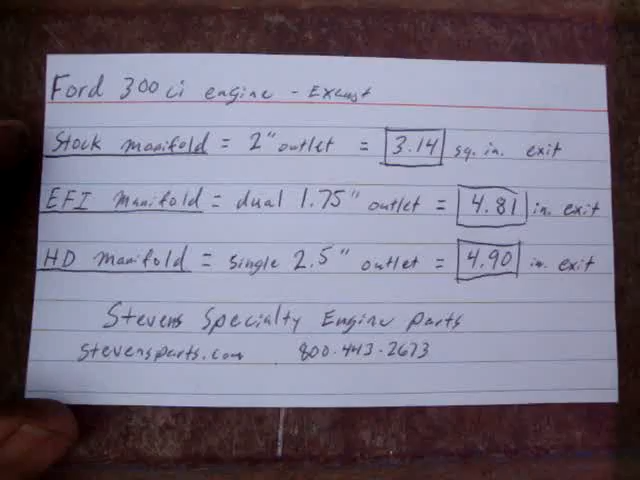 Ford 300 ci engine - Exaust
Stock manifold = 2" outlet = 3.14 sq. in. exit
EFI Manifold = dual 1.75" outlet = 4.81 in. exit
HD Manifold = single 2.5" outlet = 4.90 in. exit
Stevens Specialty Engine Parts
stevensparts.com 800.443.2673